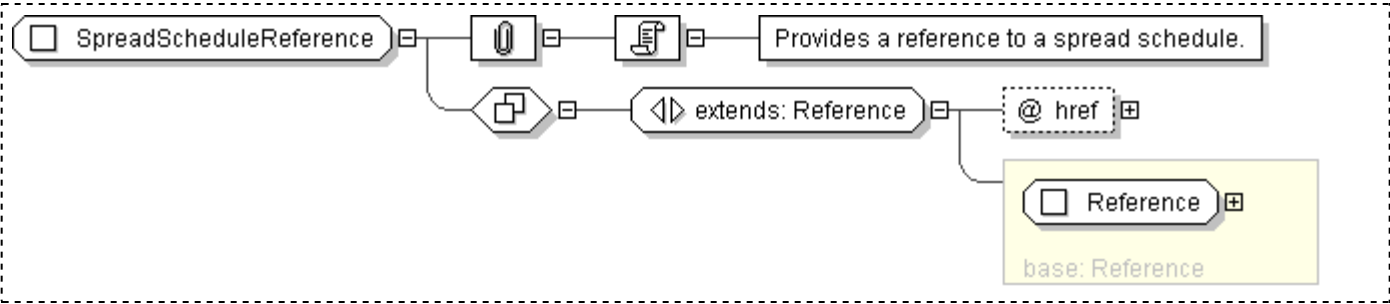 SpreadScheduleReference
Provides a reference to a spread schedule.
extends: Reference
@ href
Reference
base: Reference